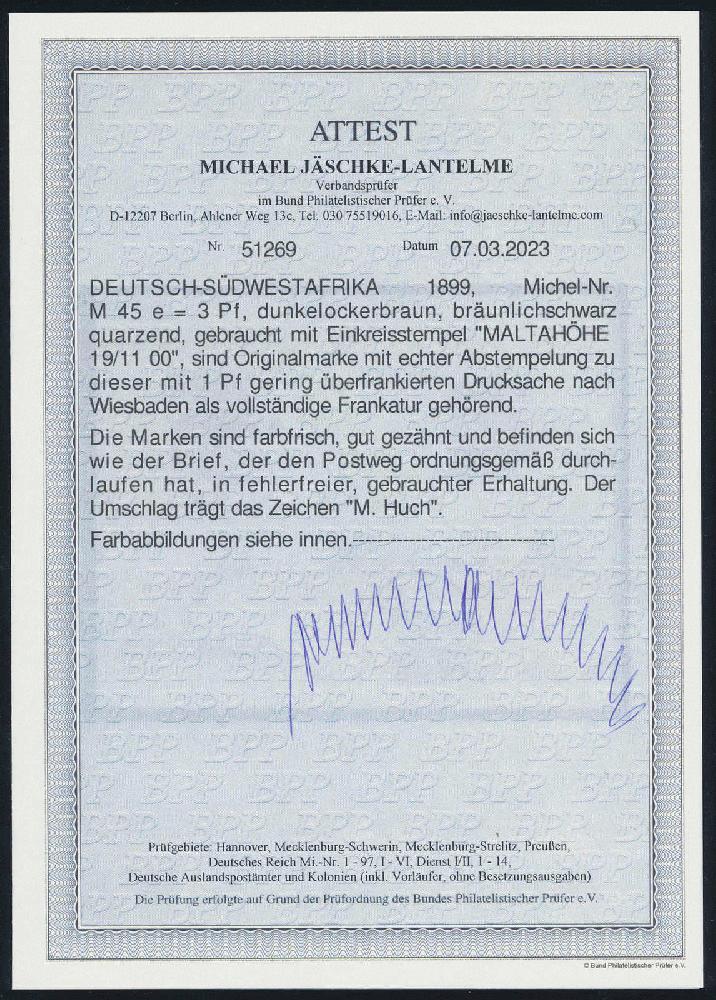 ATTEST
MICHAEL JÄSCHKE-LANTELME
Verbandsprüfer
im Bund Philatelistischer Prüfer e. V.
D-12207 Berlin, Ahlener Weg 13c, Tel: 030 75519016, E-Mail: info@jaeschke-lantelme.com
Nr. 51269 Datum 07.03.2023
DEUTSCH-SÜDWESTAFRIKA 1899, Michel-Nr.
M 45 e = 3 Pf, dunkelockerbraun, bräunlichschwarz
quarzend, gebraucht mit Einkreisstempel "MALTAHÖHE
19/11 00", sind Originalmarke mit echter Abstempelung zu
dieser mit 1 Pf gering überfrankierten Drucksache nach
Wiesbaden als vollständige Frankatur gehörend.
Die Marken sind farbfrisch, gut gezähnt und befinden sich
wie der Brief, der den Postweg ordnungsgemäß durch-
laufen hat, in fehlerfreier, gebrauchter Erhaltung. Der
Umschlag trägt das Zeichen "M. Huch".
Farbabbildungen siehe innen.--------------------------------
Prüfgebiete: Hannover, Mecklenburg-Schwerin, Mecklenburg-Strelitz, Preußen,
Deutsches Reich Mi.-Nr. 1 - 97, I - VI, Dienst I/II, 1 - 14,
Deutsche Auslandspostämter und Kolonien (inkl. Vorläufer, ohne Besetzungsausgaben)
Die Prüfung erfolgte auf Grund der Prüfordnung des Bundes Philatelistischer Prüfer e.V.
© Bund Philatelistischer Prüfer e.V.